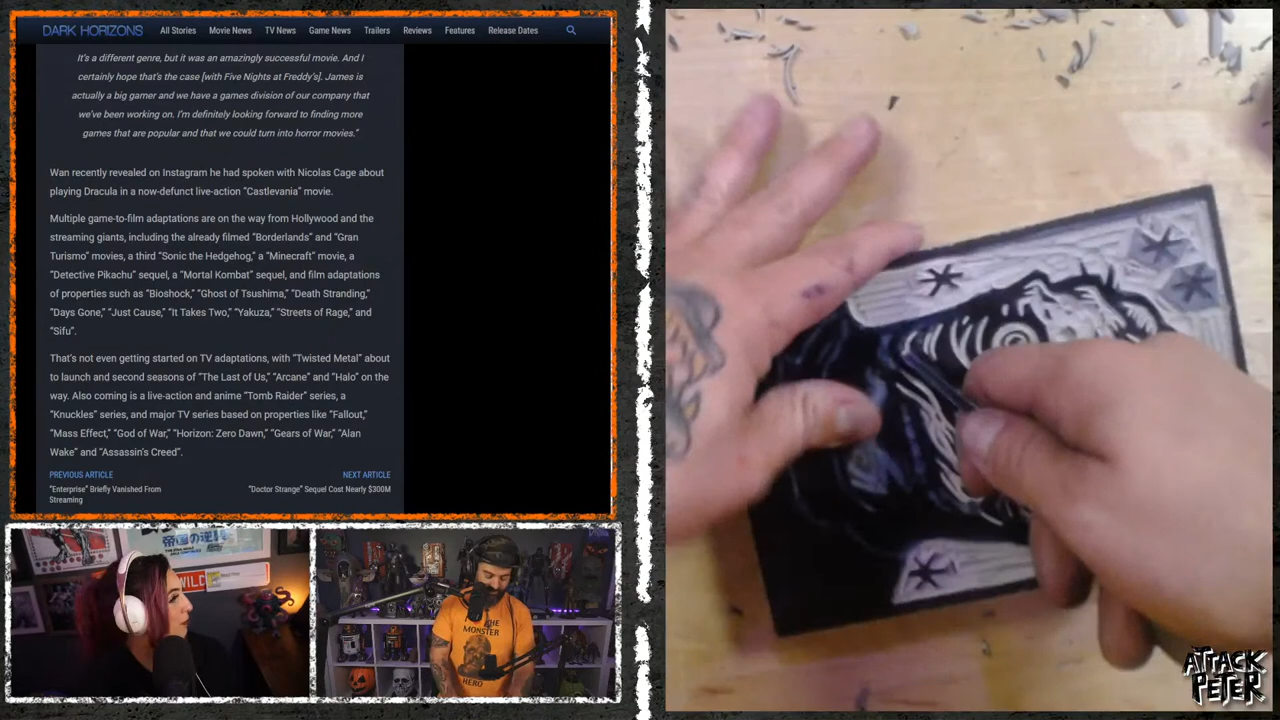 DARK HORIZONS All Stories Movie News TV News Game News Trailers Reviews Features Release Dates
It's a different genre, but it was an amazingly successful movie. And I
certainly hope that's the case [with Five Nights at Freddy's]. James is
actually a big gamer and we have a games division of our company that
we've been working on. I'm definitely looking forward to finding more
games that are popular and that we could turn into horror movies."
Wan recently revealed on Instagram he had spoken with Nicolas Cage about
playing Dracula in a now-defunct live-action "Castlevania" movie.
Multiple game-to-film adaptations are on the way from Hollywood and the
streaming giants, including the already filmed "Borderlands" and "Gran
Turismo" movies, a third "Sonic the Hedgehog," a "Minecraft" movie, a
"Detective Pikachu" sequel, a "Mortal Kombat" sequel, and film adaptations
of properties such as "Bioshock," "Ghost of Tsushima," "Death Stranding,"
"Days Gone," "Just Cause," "It Takes Two," "Yakuza," "Streets of Rage," and
"Sifu".
That's not even getting started on TV adaptations, with "Twisted Metal" about
to launch and second seasons of "The Last of Us," "Arcane" and "Halo" on the
way. Also coming is a live-action and anime "Tomb Raider" series, a
"Knuckles" series, and major TV series based on properties like "Fallout,"
"Mass Effect," "God of War," "Horizon: Zero Dawn," "Gears of War," "Alan
Wake" and "Assassin's Creed".
PREVIOUS ARTICLE NEXT ARTICLE
"Enterprise" Briefly Vanished From
Streaming
"Doctor Strange" Sequel Cost Nearly $300M
帝国の逆襲
WILD
THE
MONSTER
HERO
ATTACK
PETER